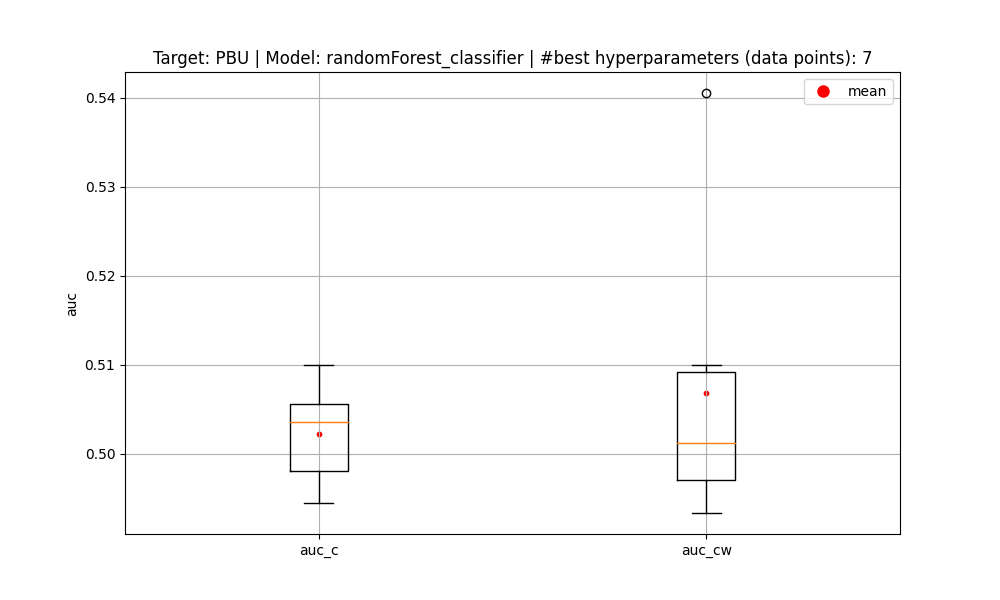 Target: PBU | Model: randomForest_classifier | #best hyperparameters (data points): 7
mean
0.54
0.53
0.52
0.51
0.50
auc
auc_c
auc_cw